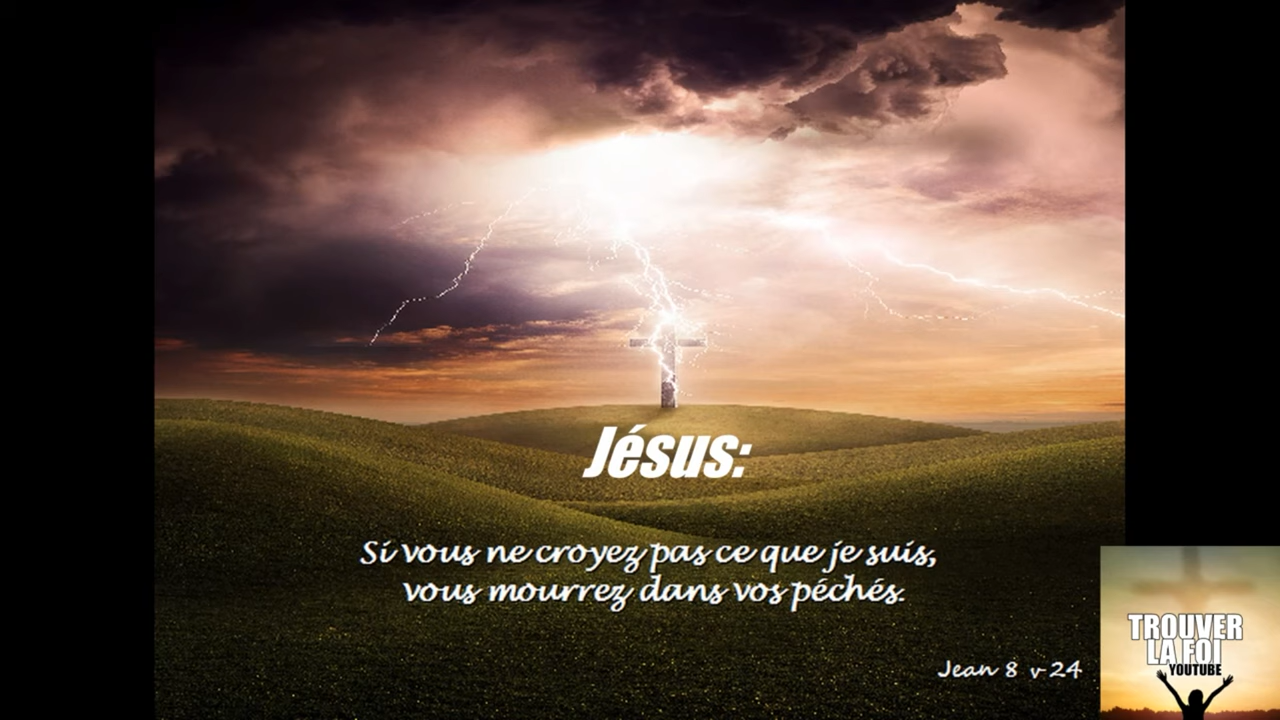 Jésus:
Si vous ne croyez pas ce que je suis,
vous mourrez dans vos péchés.
Jean 8 v 24
TROUVER
LA FOI
YOUTUBE